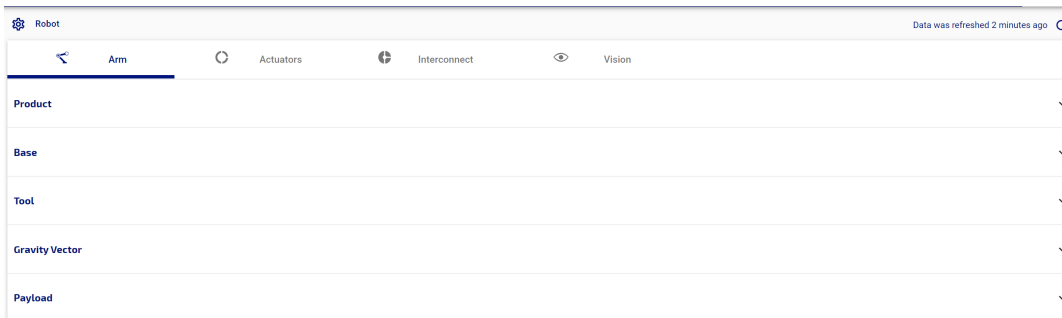 Robot
Data was refreshed 2 minutes ago
Arm Actuators Interconnect Vision
Product
Base
Tool
Gravity Vector
Payload